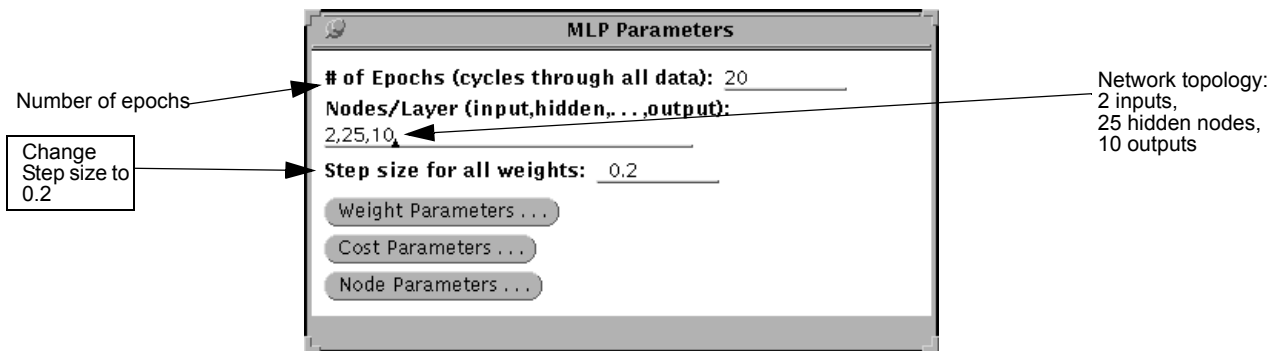 MLP Parameters
# of Epochs (cycles through all data): 20
Number of epochs
Nodes/Layer (input,hidden,. . . ,output):
2,25,10
Network topology:
2 inputs,
25 hidden nodes,
10 outputs
Change
Step size to
0.2
Step size for all weights: 0.2
Weight Parameters . . .
Cost Parameters . . .
Node Parameters . . .